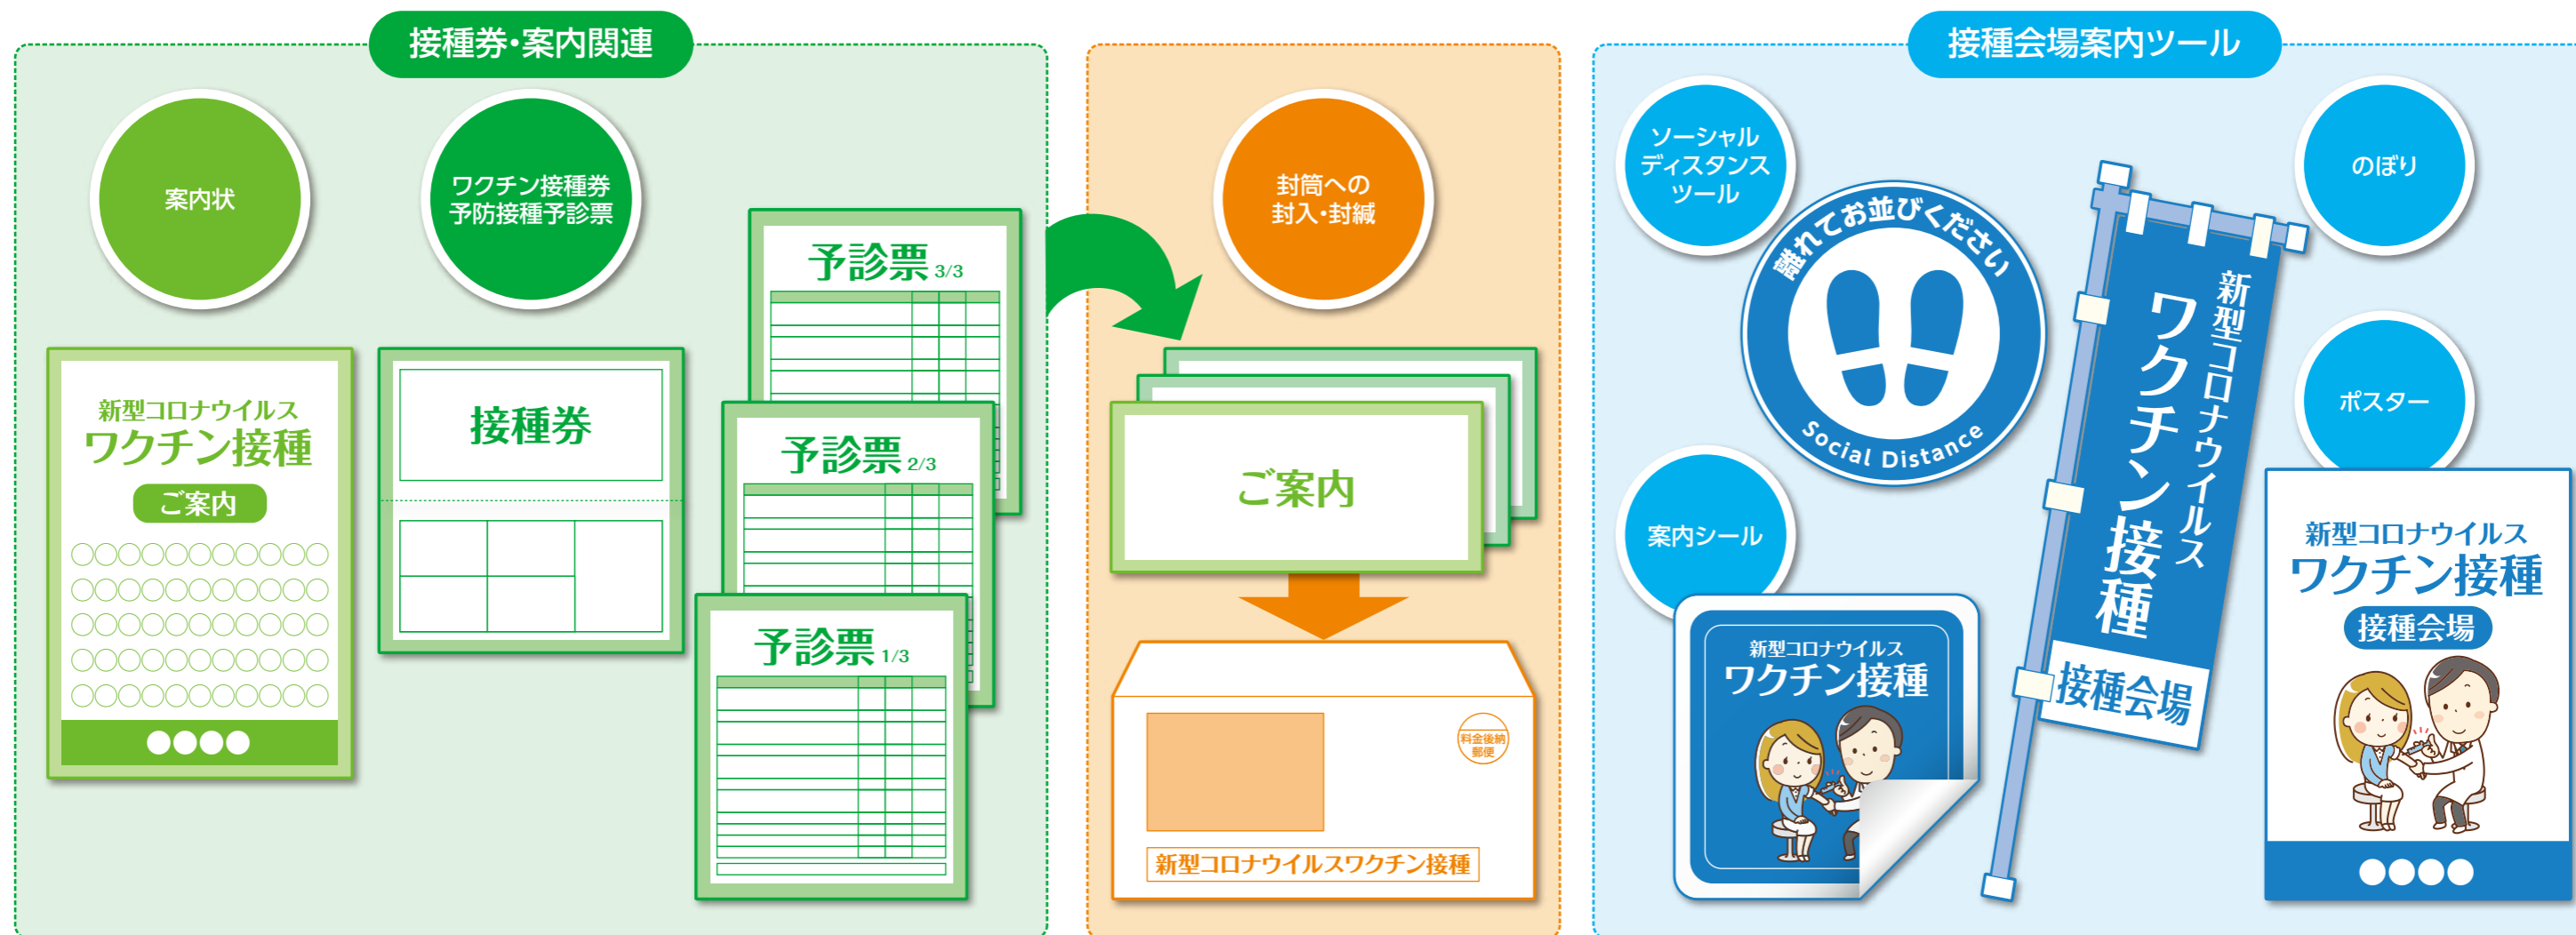 接種券・案内関連
案内状
ワクチン接種券
予防接種予診票
新型コロナウイルス
ワクチン接種
ご案内
接種券
予診票 3/3
予診票 2/3
予診票 1/3
封筒への
封入・封緘
ご案内
料金後納
郵便
新型コロナウイルスワクチン接種
接種会場案内ツール
ソーシャル
ディスタンス
ツール
離れてお並びください
Social Distance
案内シール
新型コロナウイルス
ワクチン接種
のぼり
新型コロナウイルス
ワクチン接種
接種会場
ポスター
新型コロナウイルス
ワクチン接種
接種会場